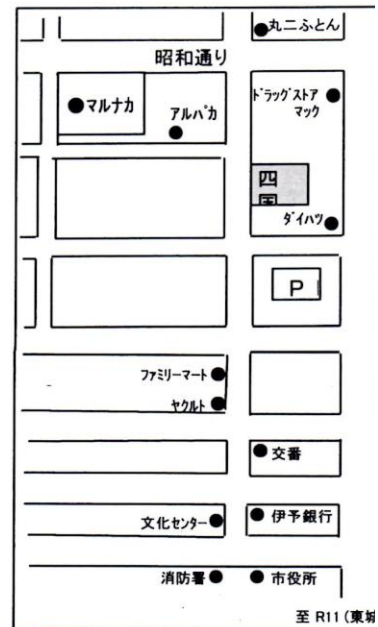 丸二ふとん
昭和通り
マルナカ
アルパカ
ドラッグストア
マック
四
国
ダイハツ
P
ファミリーマート
ヤクルト
交番
文化センター
伊予銀行
消防署
市役所
至 R11 (東城